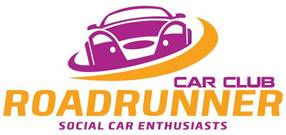 CAR CLUB
ROADRUNNER
SOCIAL CAR ENTHUSIASTS